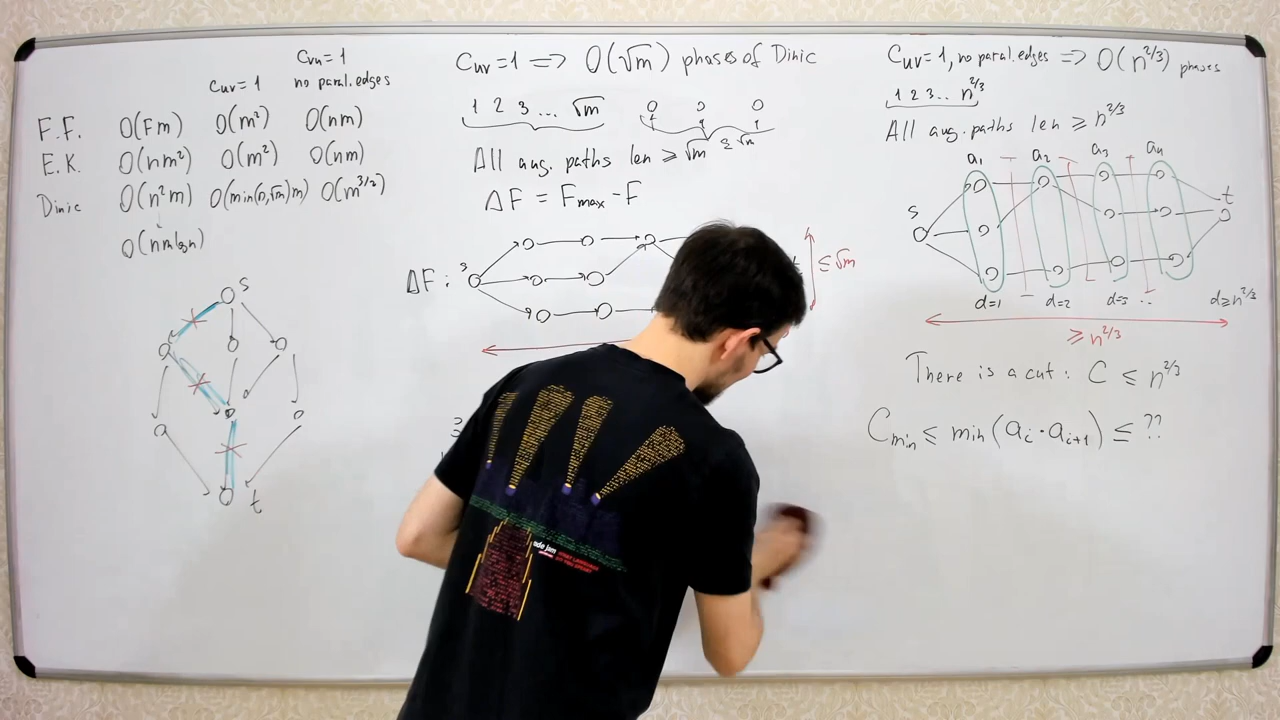 Cvu = 1
Cuv = 1 no paral. edges
F.F. O(Fm) O(m²) O(nm)
E.K. O(nm²) O(m²) O(nm)
Dinic O(n²m) O(min(n,√m)m) O(m^3/2)
O(nm log n)
s
t
Cuv = 1 => O(√m) phases of Dinic
1 2 3 ... √m
≤ √m
All aug. paths len ≥ √m
ΔF = Fmax - F
ΔF : s
≤ √m
Cuv = 1, no paral. edges => O(n^2/3) phases
1 2 3 .. n^2/3
All aug. paths len ≥ n^2/3
a1 a2 a3 a4
s t
d=1 d=2 d=3 .. d≥n^2/3
≥ n^2/3
There is a cut : C ≤ n^2/3
Cmin ≤ min(ai · ai+1) ≤ ??